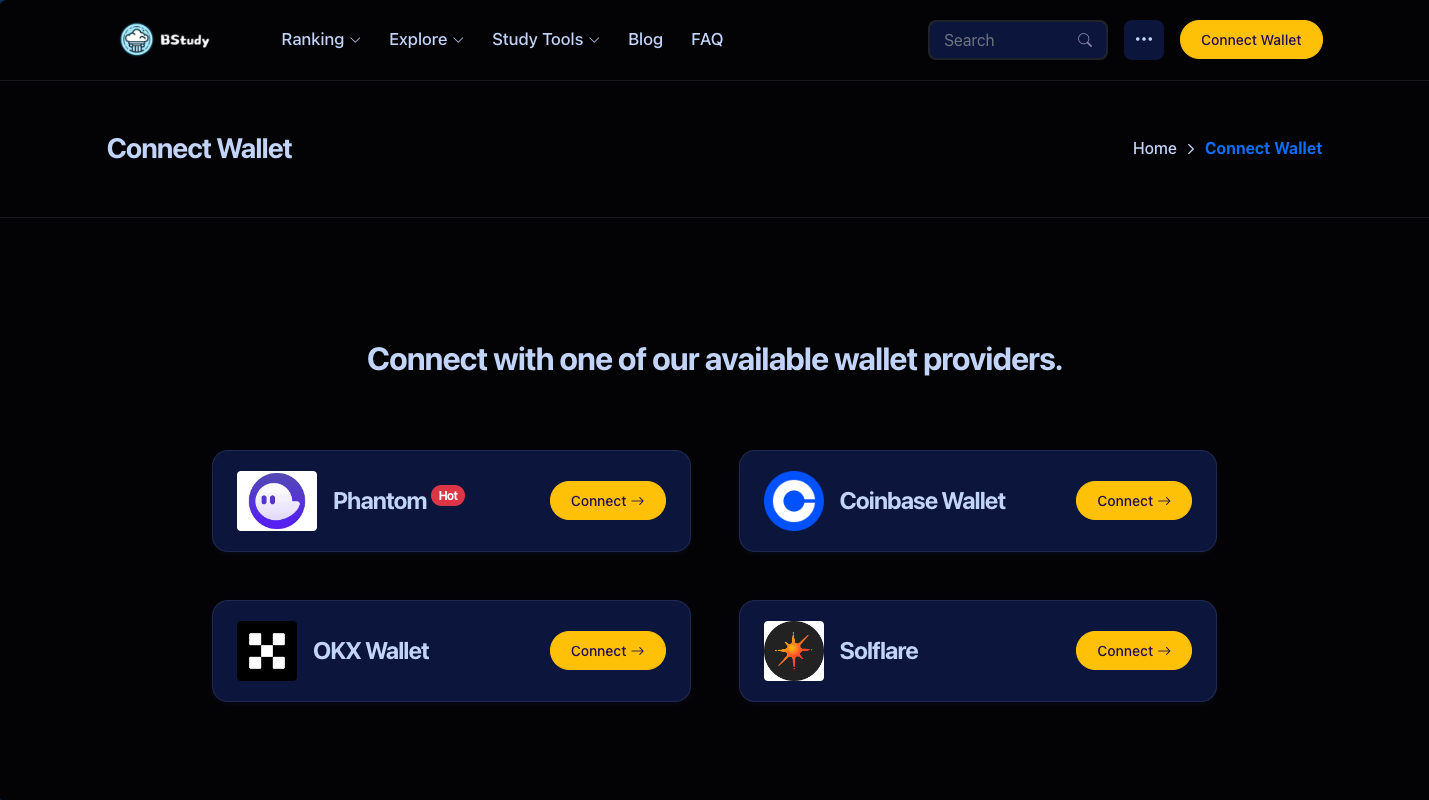 BStudy
Ranking
Explore
Study Tools
Blog
FAQ
Search
Connect Wallet
Connect Wallet
Home
Connect Wallet
Connect with one of our available wallet providers.
Phantom Hot
Connect →
Coinbase Wallet
Connect →
OKX Wallet
Connect →
Solflare
Connect →